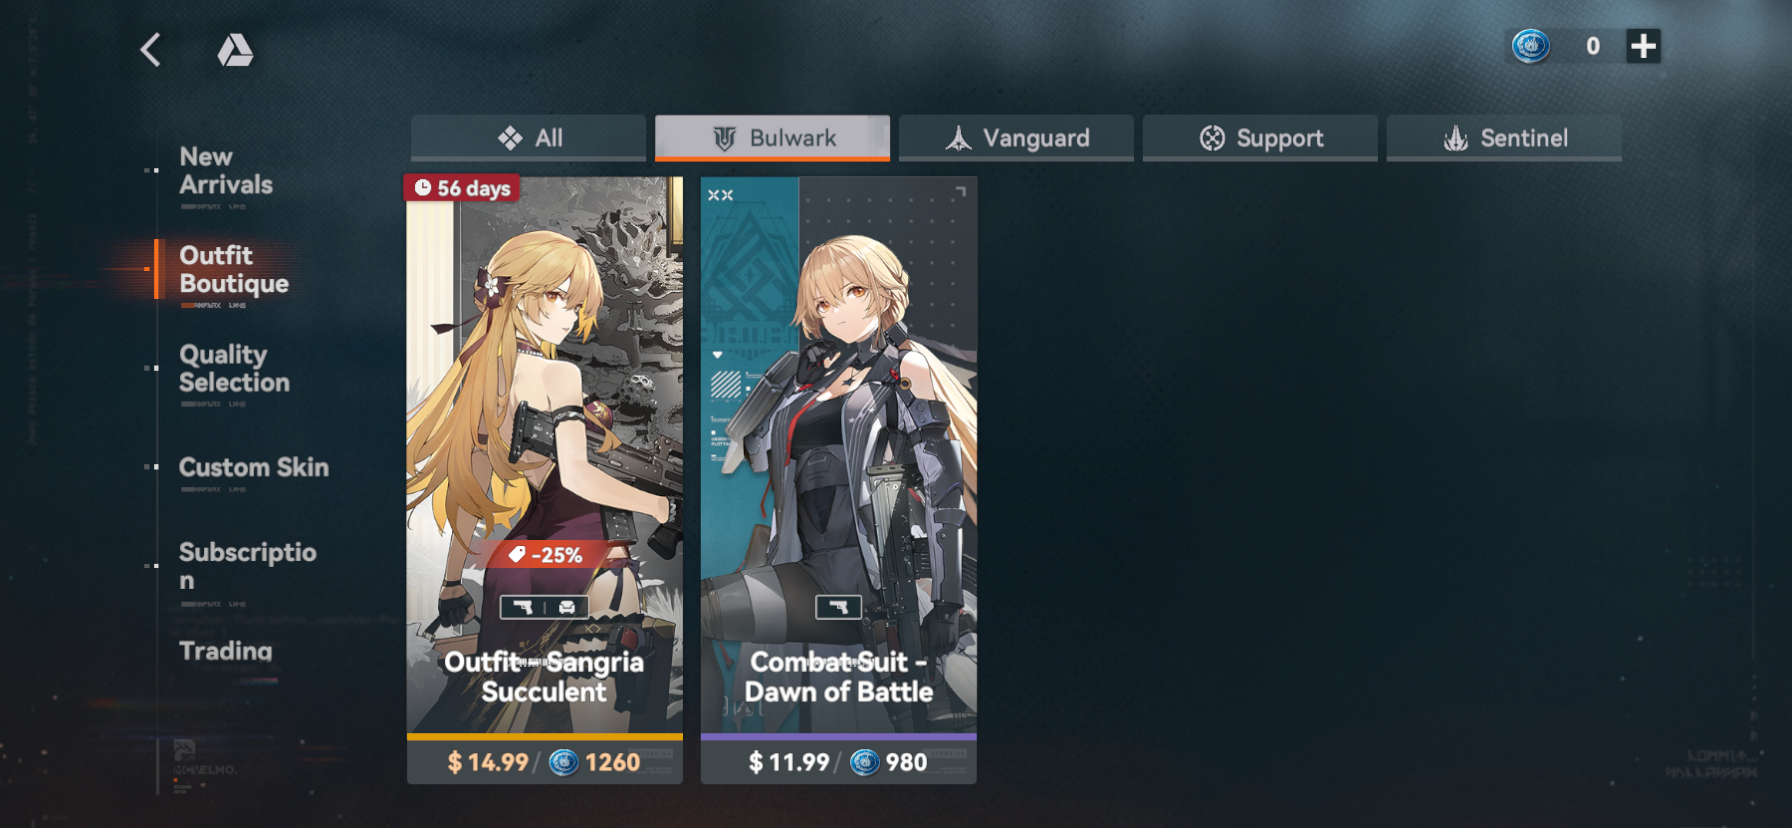 0
All
Bulwark
Vanguard
Support
Sentinel
New
Arrivals
Outfit
Boutique
Quality
Selection
Custom Skin
Subscriptio
n
Trading
56 days
-25%
Outfit - Sangria
Succulent
$ 14.99 / 1260
Combat Suit -
Dawn of Battle
$ 11.99 / 980